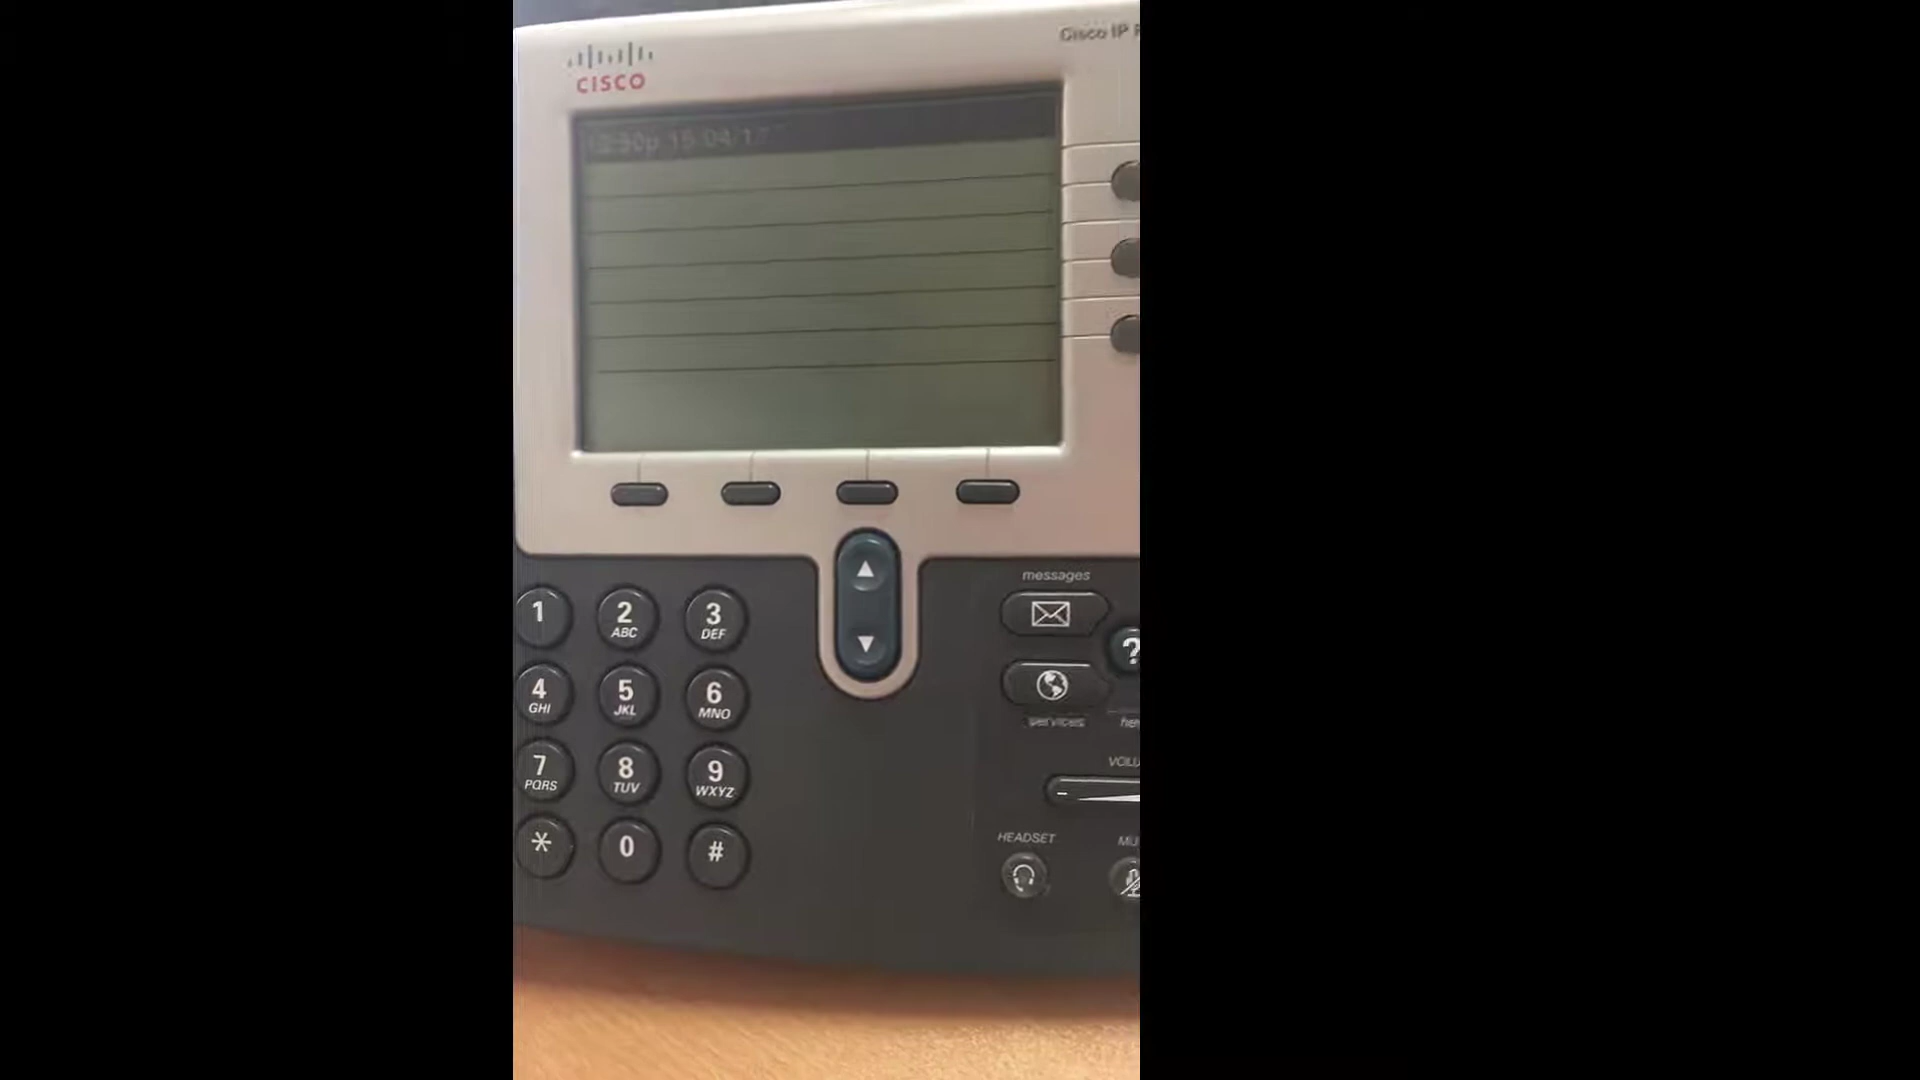 Cisco IP
CISCO
messages
1
2 ABC
3 DEF
?
4 GHI
5 JKL
6 MNO
services
7 PQRS
8 TUV
9 WXYZ
-
HEADSET
*
0
#